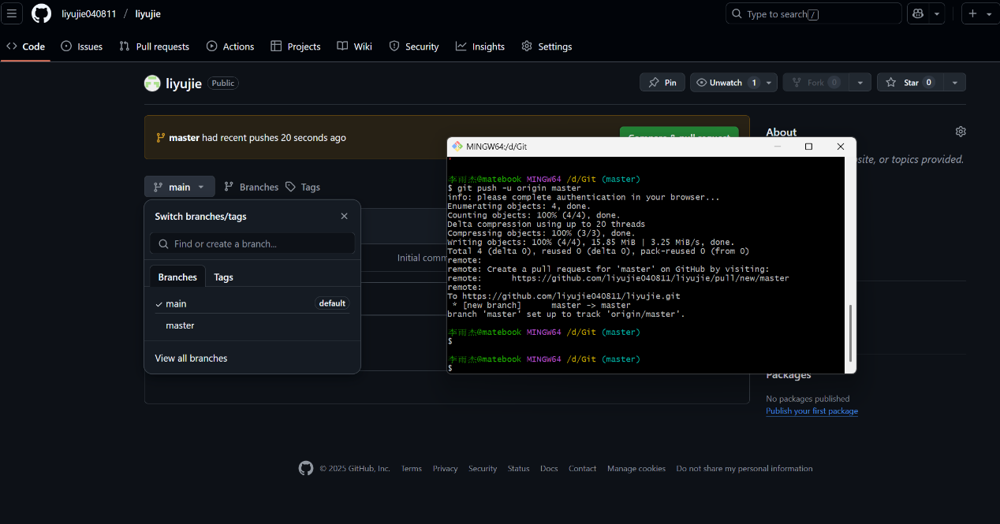 liyujie040811 / liyujie
Type to search /
Code Issues Pull requests Actions Projects Wiki Security Insights Settings
liyujie Public
Pin Unwatch 1 Fork 0 Star 0
master had recent pushes 20 seconds ago
About
site, or topics provided.
main Branches Tags
Switch branches/tags
Find or create a branch...
Branches Tags
main default
master
View all branches
Initial comm
MINGW64:/d/Git
李雨杰@matebook MINGW64 /d/Git (master)
$ git push -u origin master
info: please complete authentication in your browser...
Enumerating objects: 4, done.
Counting objects: 100% (4/4), done.
Delta compression using up to 20 threads
Compressing objects: 100% (3/3), done.
Writing objects: 100% (4/4), 15.85 MiB | 3.25 MiB/s, done.
Total 4 (delta 0), reused 0 (delta 0), pack-reused 0 (from 0)
remote:
remote: Create a pull request for 'master' on GitHub by visiting:
remote:      https://github.com/liyujie040811/liyujie/pull/new/master
remote:
To https://github.com/liyujie040811/liyujie.git
 * [new branch]      master -> master
branch 'master' set up to track 'origin/master'.
李雨杰@matebook MINGW64 /d/Git (master)
$
李雨杰@matebook MINGW64 /d/Git (master)
$
Packages
No packages published
Publish your first package
© 2025 GitHub, Inc. Terms Privacy Security Status Docs Contact Manage cookies Do not share my personal information